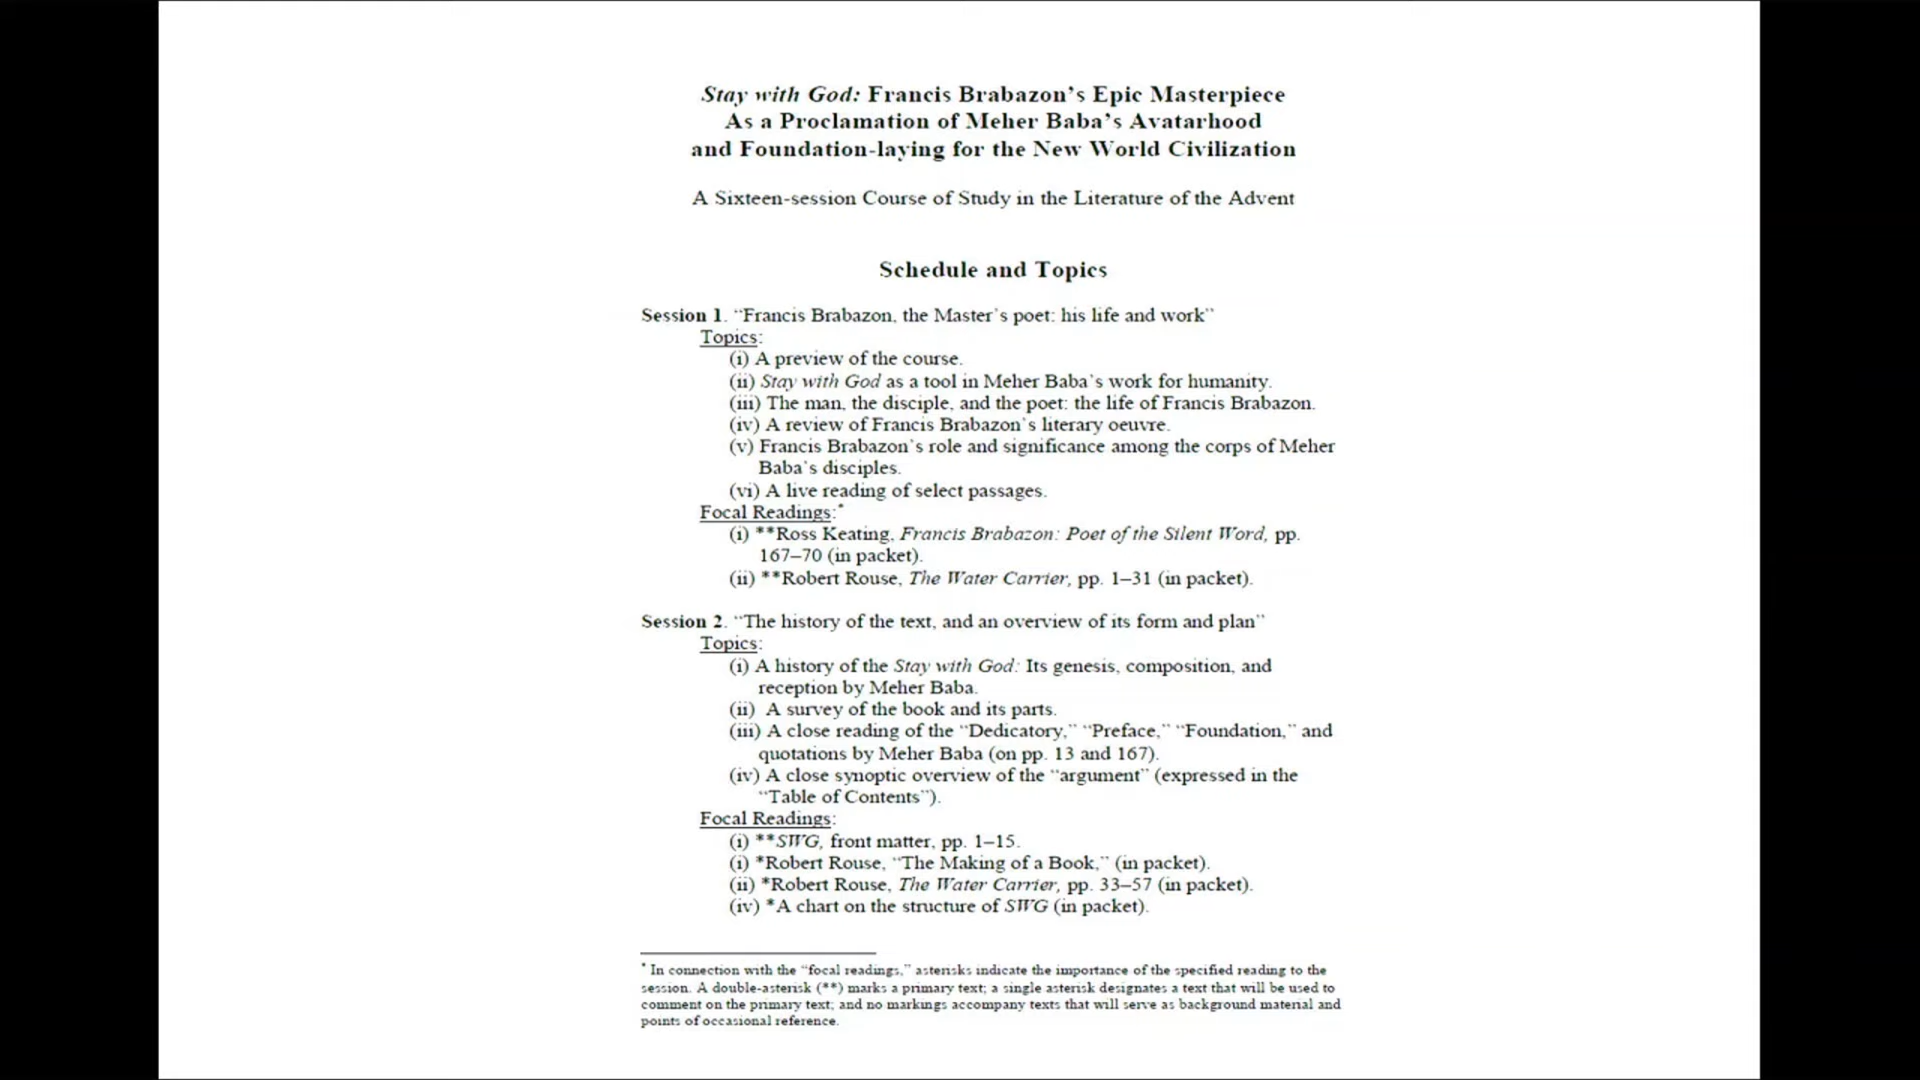 Stay with God: Francis Brabazon's Epic Masterpiece
As a Proclamation of Meher Baba's Avatarhood
and Foundation-laying for the New World Civilization
A Sixteen-session Course of Study in the Literature of the Advent
Schedule and Topics
Session 1. "Francis Brabazon, the Master's poet: his life and work"
Topics:
(i) A preview of the course.
(ii) Stay with God as a tool in Meher Baba's work for humanity.
(iii) The man, the disciple, and the poet: the life of Francis Brabazon.
(iv) A review of Francis Brabazon's literary oeuvre.
(v) Francis Brabazon's role and significance among the corps of Meher
Baba's disciples.
(vi) A live reading of select passages.
Focal Readings:*
(i) **Ross Keating, Francis Brabazon: Poet of the Silent Word, pp.
167–70 (in packet).
(ii) **Robert Rouse, The Water Carrier, pp. 1–31 (in packet).
Session 2. "The history of the text, and an overview of its form and plan"
Topics:
(i) A history of the Stay with God: Its genesis, composition, and
reception by Meher Baba.
(ii) A survey of the book and its parts.
(iii) A close reading of the "Dedicatory," "Preface," "Foundation," and
quotations by Meher Baba (on pp. 13 and 167).
(iv) A close synoptic overview of the "argument" (expressed in the
"Table of Contents").
Focal Readings:
(i) **SWG, front matter, pp. 1–15.
(i) *Robert Rouse, "The Making of a Book," (in packet).
(ii) *Robert Rouse, The Water Carrier, pp. 33–57 (in packet).
(iv) *A chart on the structure of SWG (in packet).
* In connection with the "focal readings," asterisks indicate the importance of the specified reading to the
session. A double-asterisk (**) marks a primary text; a single asterisk designates a text that will be used to
comment on the primary text; and no markings accompany texts that will serve as background material and
points of occasional reference.